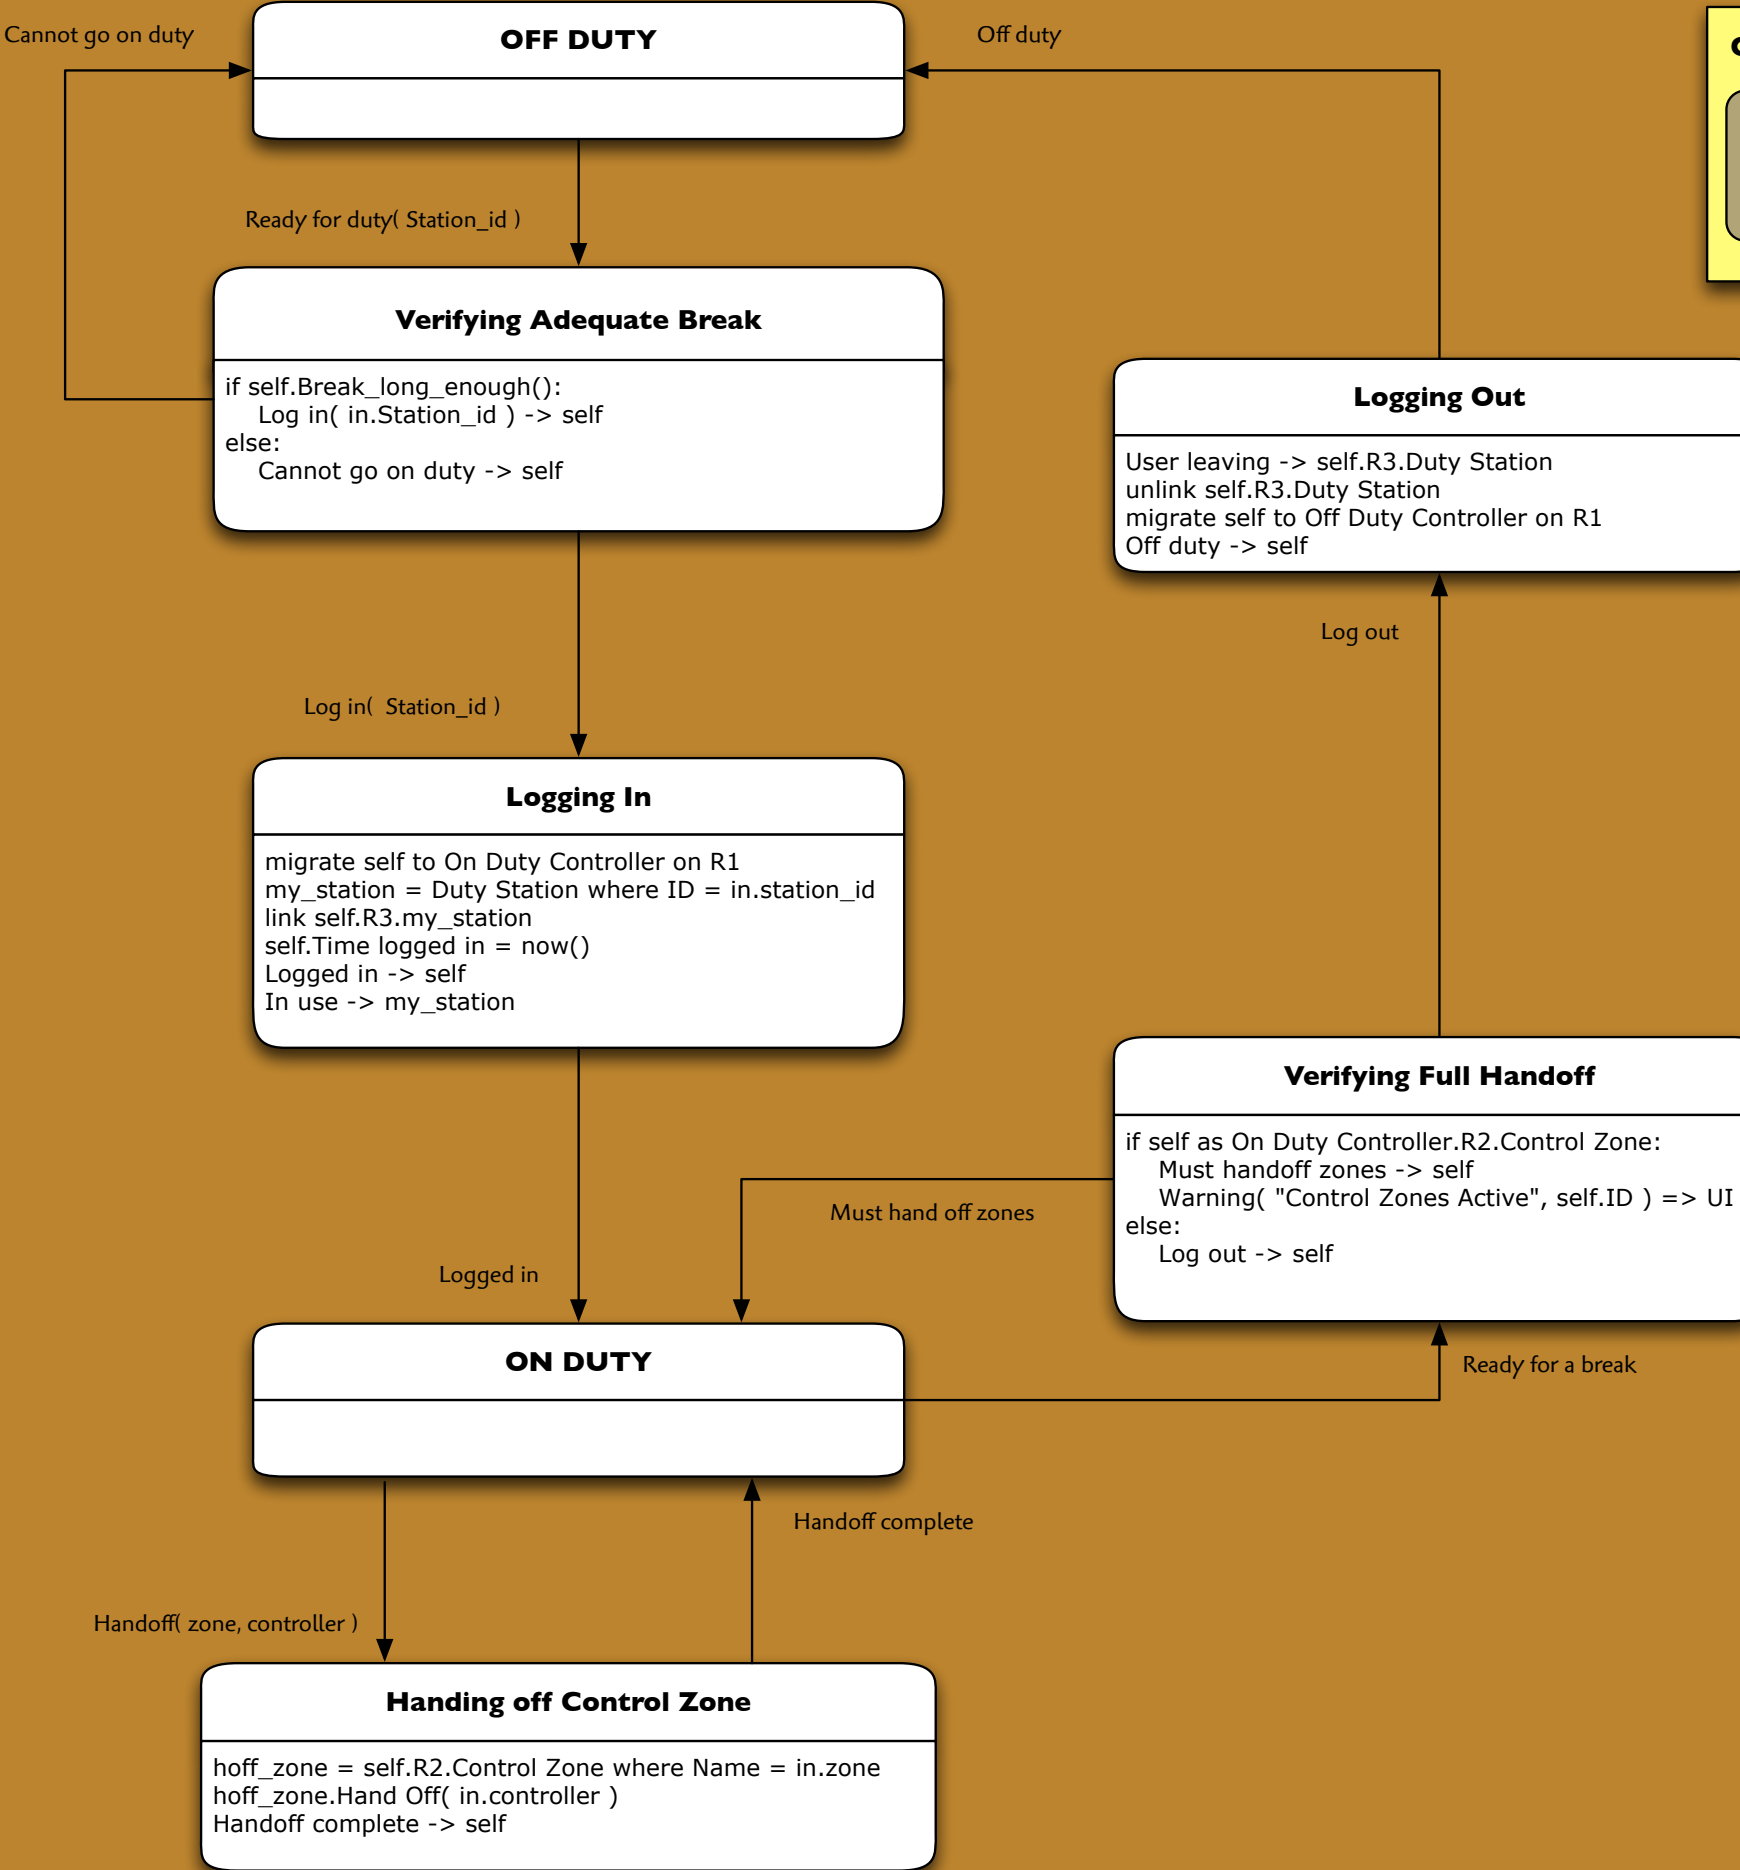 Cannot go on duty
OFF DUTY
Off duty
Ready for duty( Station_id )
Verifying Adequate Break
if self.Break_long_enough():
Log in( in.Station_id ) -> self
else:
Cannot go on duty -> self
Logging Out
User leaving -> self.R3.Duty Station
unlink self.R3.Duty Station
migrate self to Off Duty Controller on R1
Off duty -> self
Log out
Log in( Station_id )
Logging In
migrate self to On Duty Controller on R1
my_station = Duty Station where ID = in.station_id
link self.R3.my_station
self.Time logged in = now()
Logged in -> self
In use -> my_station
Verifying Full Handoff
if self as On Duty Controller.R2.Control Zone:
Must handoff zones -> self
Warning( "Control Zones Active", self.ID ) => UI
else:
Log out -> self
Must hand off zones
Logged in
ON DUTY
Ready for a break
Handoff complete
Handoff( zone, controller )
Handing off Control Zone
hoff_zone = self.R2.Control Zone where Name = in.zone
hoff_zone.Hand Off( in.controller )
Handoff complete -> self